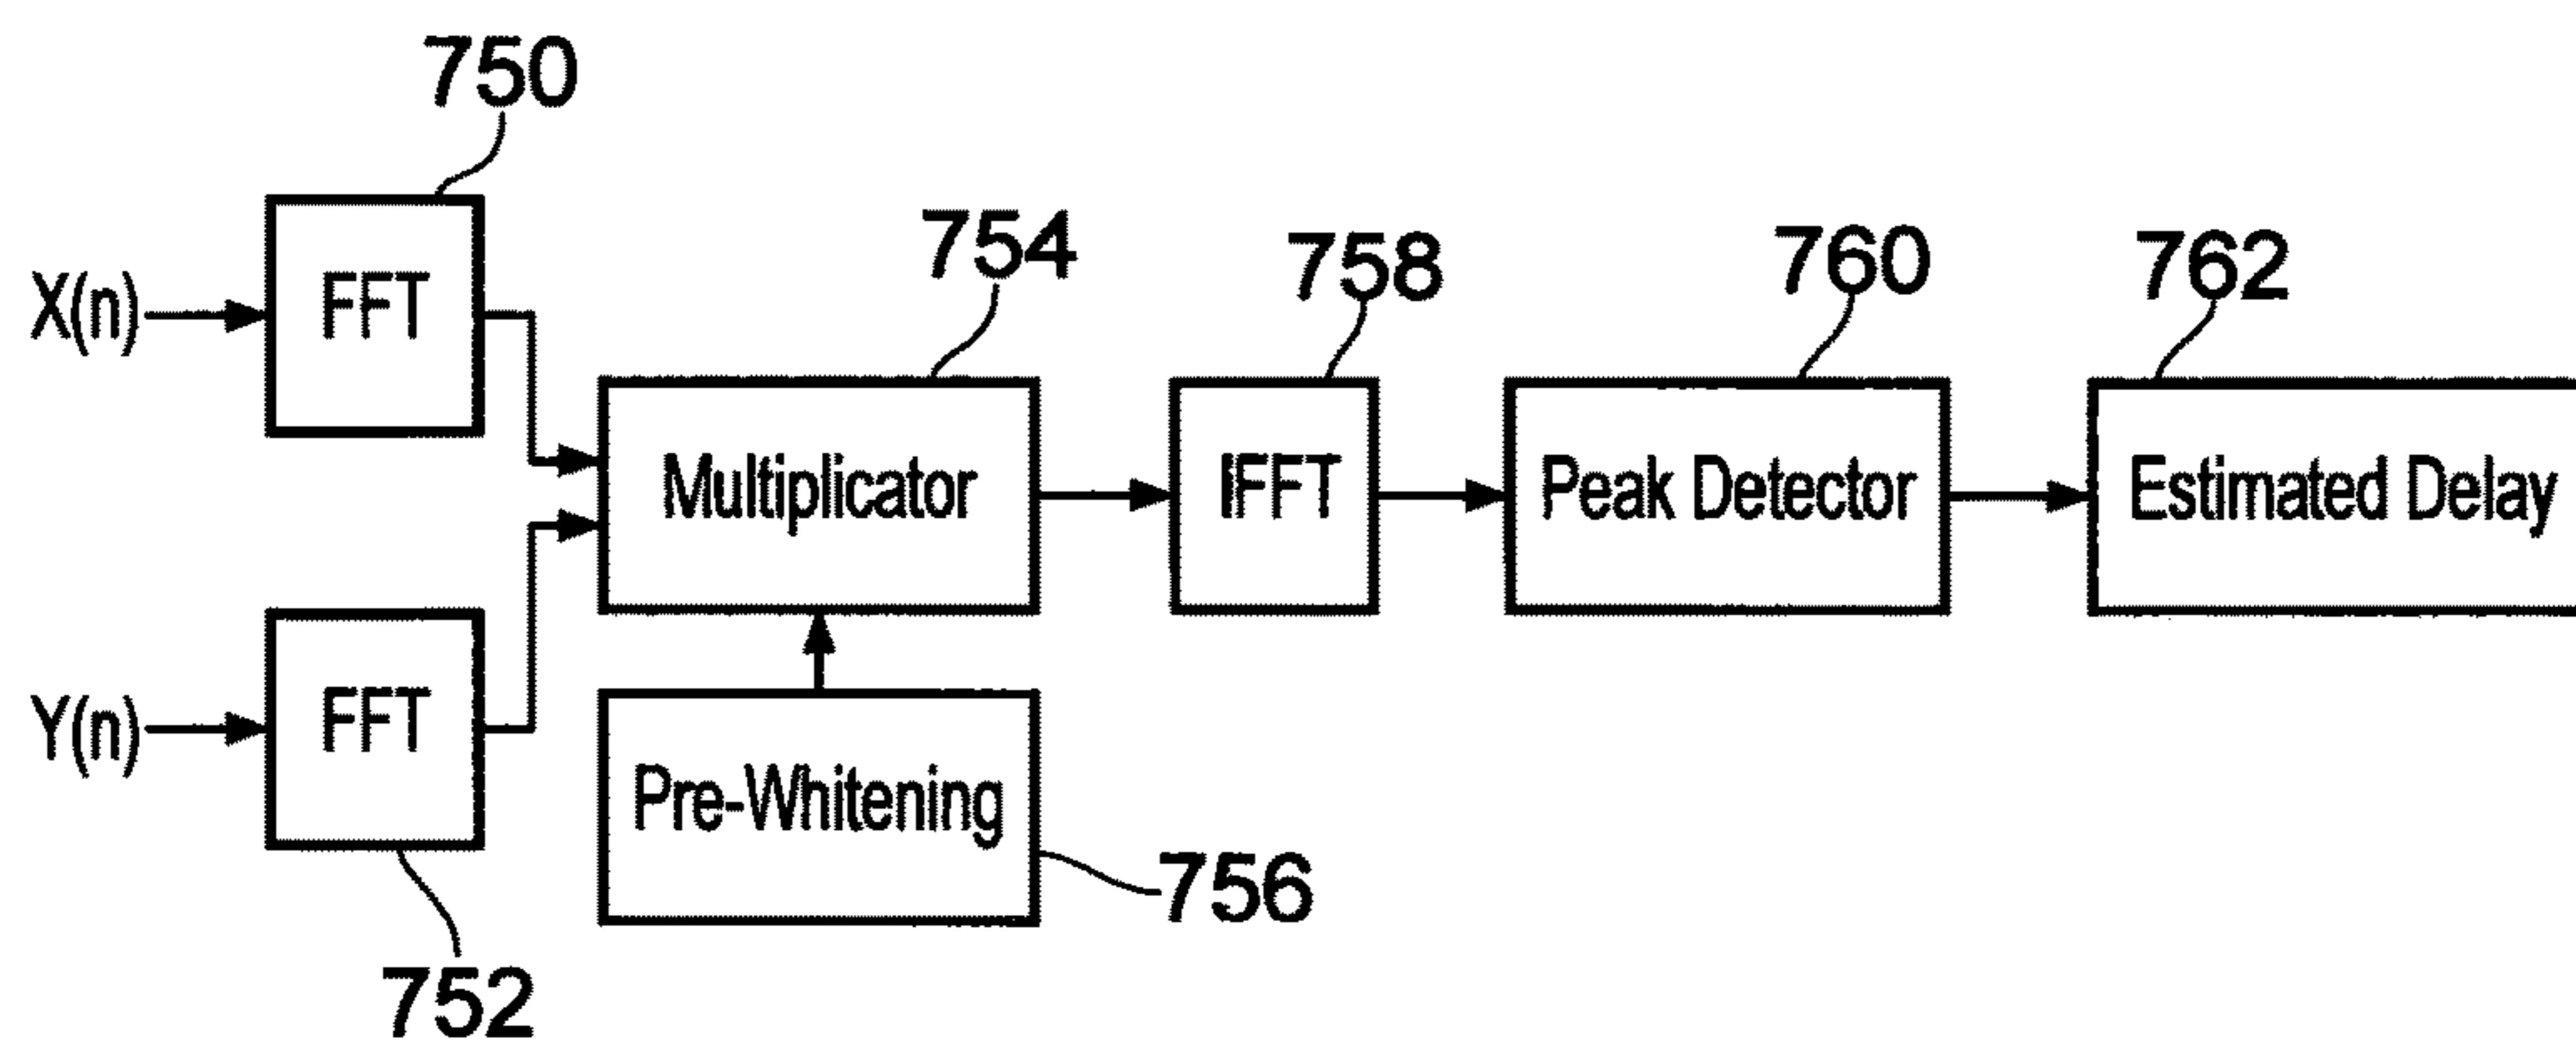 750
754
758
760
762
X(n)
FFT
Multiplicator
IFFT
Peak Detector
Estimated Delay
Y(n)
FFT
Pre-Whitening
756
752